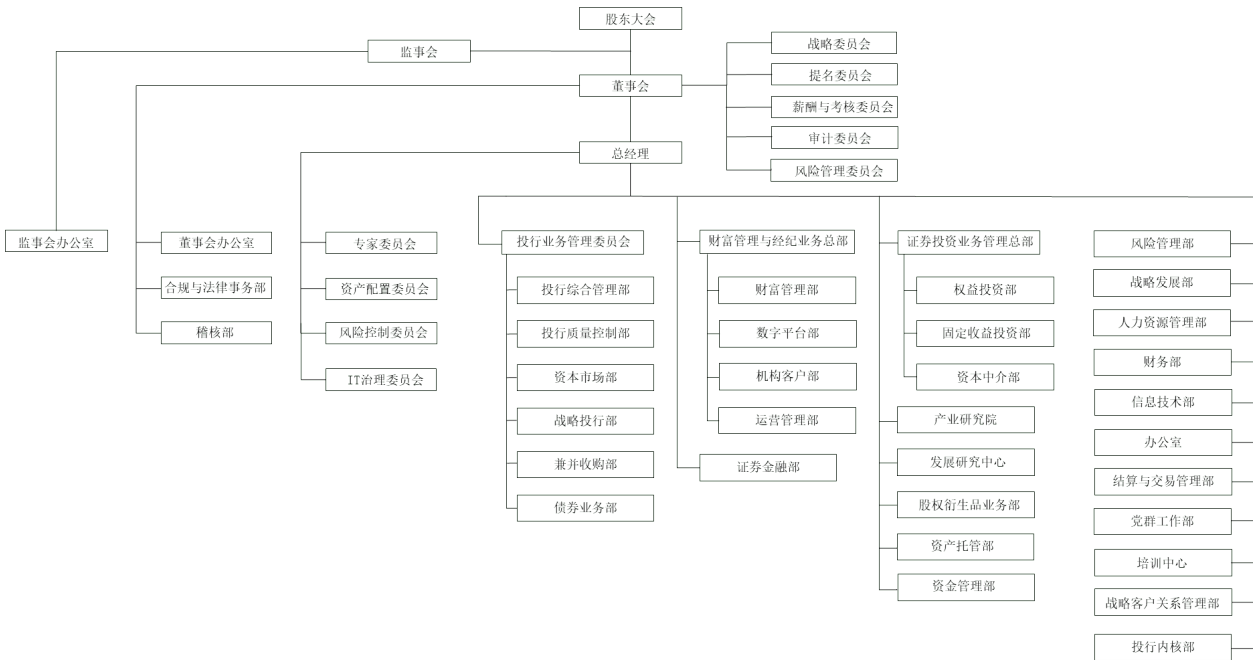 股东大会
监事会
战略委员会
提名委员会
董事会
薪酬与考核委员会
审计委员会
总经理
风险管理委员会
监事会办公室
董事会办公室
合规与法律事务部
稽核部
专家委员会
资产配置委员会
风险控制委员会
IT治理委员会
投行业务管理委员会
投行综合管理部
投行质量控制部
资本市场部
战略投行部
兼并收购部
债券业务部
财富管理与经纪业务总部
财富管理部
数字平台部
机构客户部
运营管理部
证券金融部
证券投资业务管理总部
权益投资部
固定收益投资部
资本中介部
产业研究院
发展研究中心
股权衍生品业务部
资产托管部
资金管理部
风险管理部
战略发展部
人力资源管理部
财务部
信息技术部
办公室
结算与交易管理部
党群工作部
培训中心
战略客户关系管理部
投行内核部